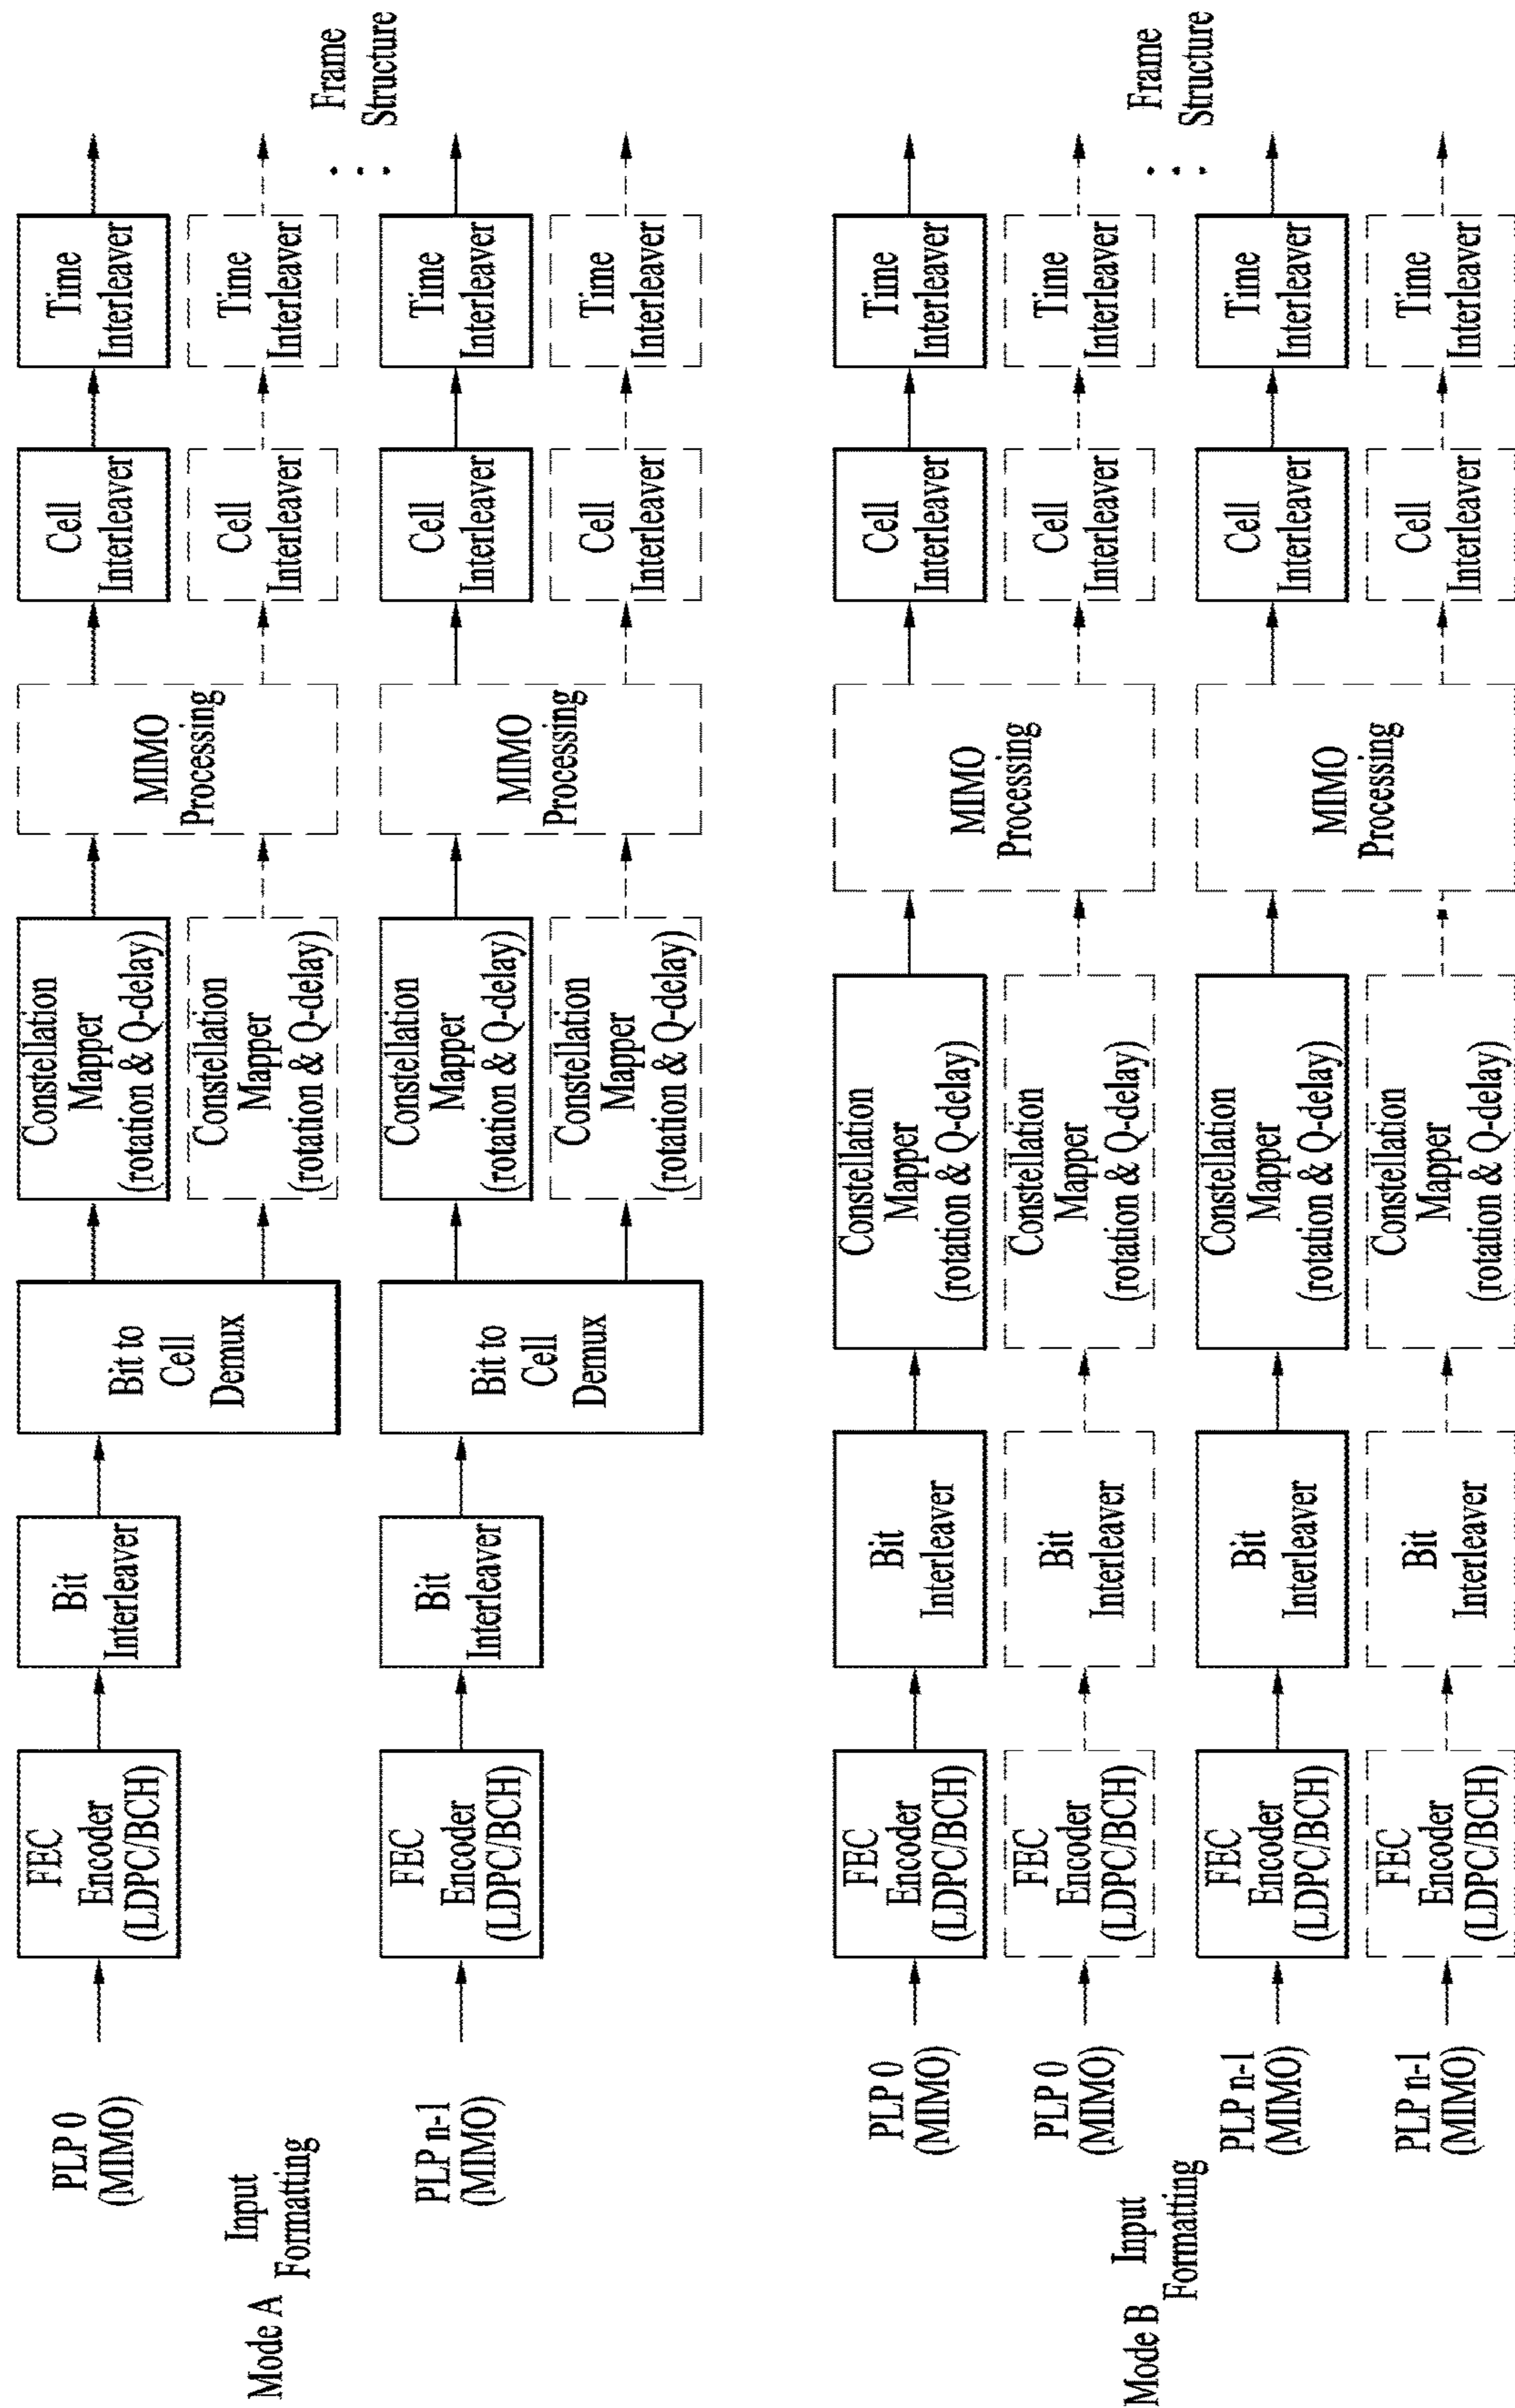 Mode A
Input
Formatting
PLP 0
(MIMO)
FEC
Encoder
(LDPC/BCH)
Bit
Interleaver
Bit to
Cell
Demux
Constellation
Mapper
(rotation & Q-delay)
Constellation
Mapper
(rotation & Q-delay)
MIMO
Processing
Cell
Interleaver
Cell
Interleaver
Time
Interleaver
Time
Interleaver
PLP n-1
(MIMO)
FEC
Encoder
(LDPC/BCH)
Bit
Interleaver
Bit to
Cell
Demux
Constellation
Mapper
(rotation & Q-delay)
Constellation
Mapper
(rotation & Q-delay)
MIMO
Processing
Cell
Interleaver
Cell
Interleaver
Time
Interleaver
Time
Interleaver
Frame
Structure
Mode B
Input
Formatting
PLP 0
(MIMO)
FEC
Encoder
(LDPC/BCH)
Bit
Interleaver
Constellation
Mapper
(rotation & Q-delay)
PLP 0
(MIMO)
FEC
Encoder
(LDPC/BCH)
Bit
Interleaver
Constellation
Mapper
(rotation & Q-delay)
MIMO
Processing
Cell
Interleaver
Cell
Interleaver
Time
Interleaver
Time
Interleaver
PLP n-1
(MIMO)
FEC
Encoder
(LDPC/BCH)
Bit
Interleaver
Constellation
Mapper
(rotation & Q-delay)
PLP n-1
(MIMO)
FEC
Encoder
(LDPC/BCH)
Bit
Interleaver
Constellation
Mapper
(rotation & Q-delay)
MIMO
Processing
Cell
Interleaver
Cell
Interleaver
Time
Interleaver
Time
Interleaver
Frame
Structure